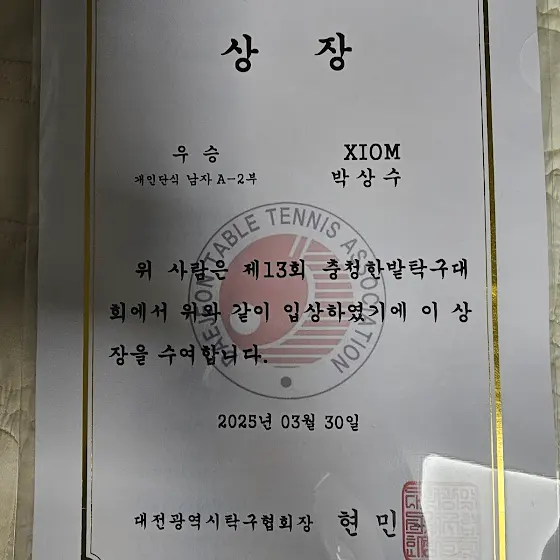 상 장
우 승 XIOM
개인단식 남자 A-2부 박상수
위 사람은 제13회 충청한밭탁구대
회에서 위와 같이 입상하였기에 이 상
장을 수여합니다.
TAEJEON TABLE TENNIS ASSOCIATION
2025년 03월 30일
대전광역시탁구협회장 현 민